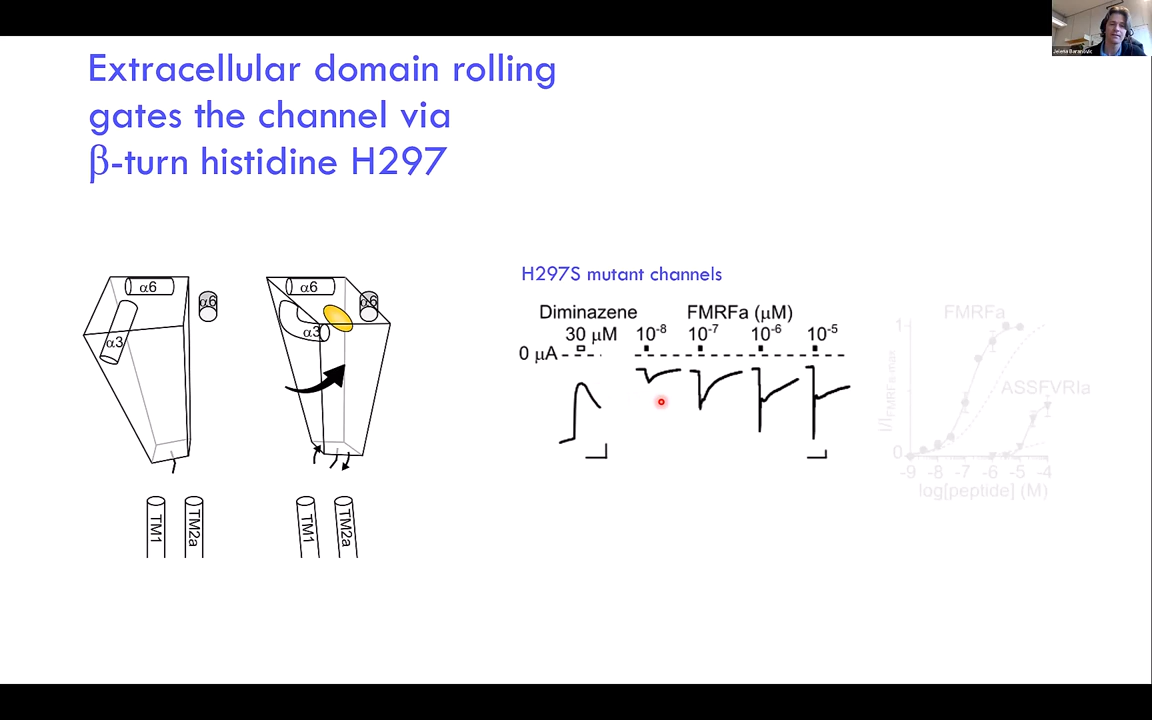 Extracellular domain rolling
gates the channel via
β-turn histidine H297
α6
α6
α3
TM1
TM2a
α6
α6
α3
TM1
TM2a
H297S mutant channels
Diminazene
30 μM
FMRFa (μM)
10-8
10-7
10-6
10-5
0 μA
FMRFa
ASSFVRIa
I/IFMRFa-max
1
0
-9 -8 -7 -6 -5 -4
log[peptide] (M)